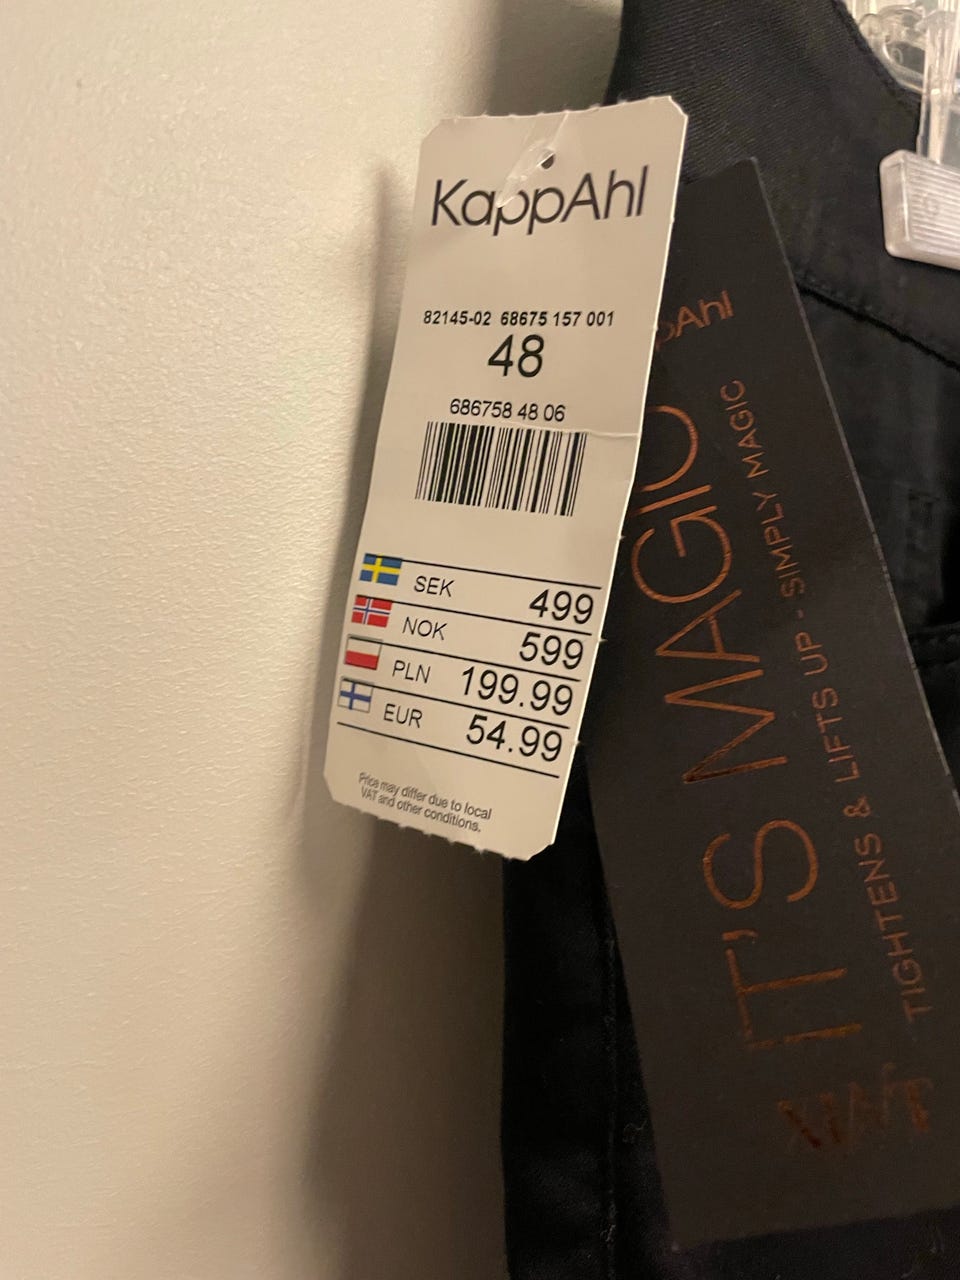 KappAhl
82145-02 68675 157 001
48
686758 48 06
SEK 499
NOK 599
PLN 199.99
EUR 54.99
Price may differ due to local
VAT and other conditions.
pAhl
IT'S MAGIC
TIGHTENS & LIFTS UP - SIMPLY MAGIC